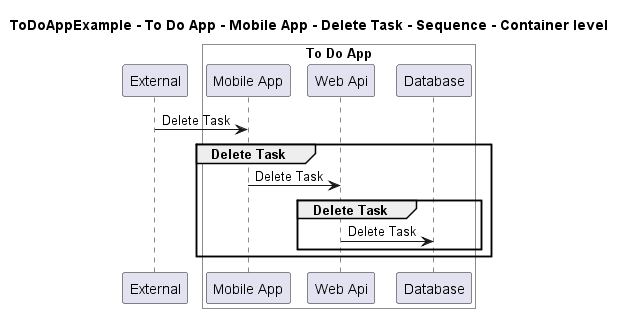 ToDoAppExample - To Do App - Mobile App - Delete Task - Sequence - Container level
To Do App
External Mobile App Web Api Database
Delete Task
Delete Task
Delete Task
Delete Task
Delete Task
External Mobile App Web Api Database